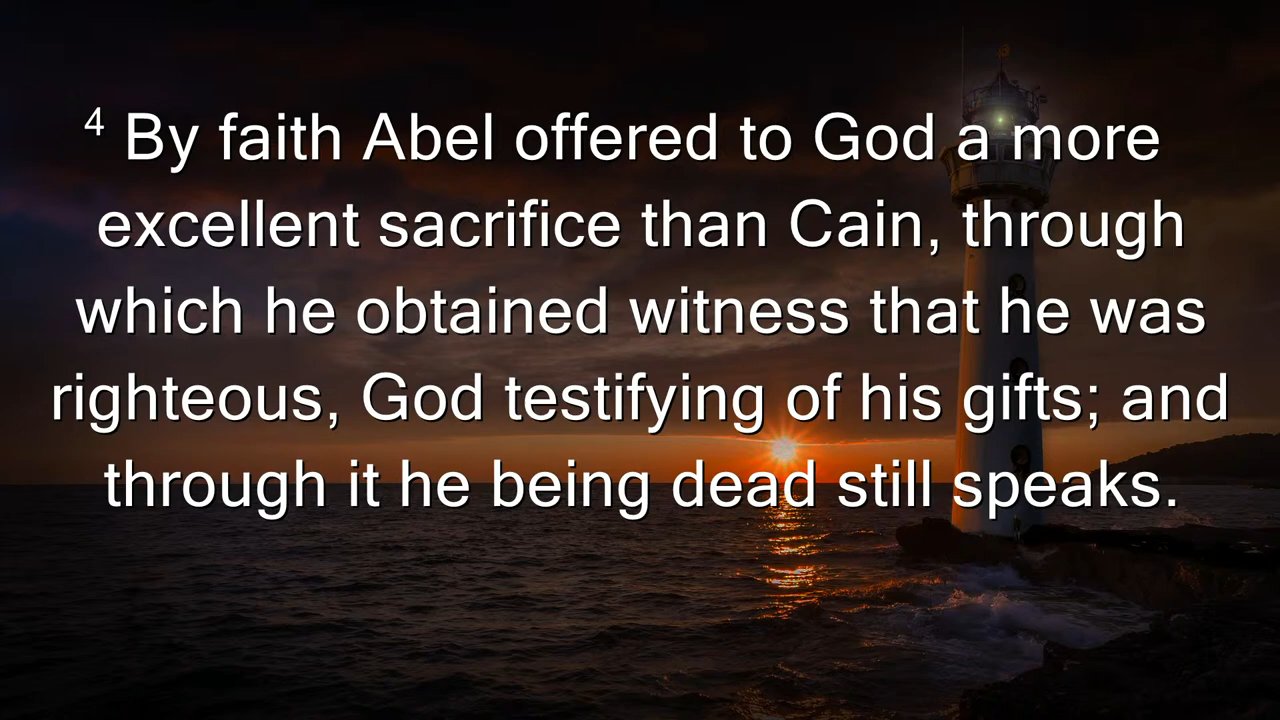 4 By faith Abel offered to God a more
excellent sacrifice than Cain, through
which he obtained witness that he was
righteous, God testifying of his gifts; and
through it he being dead still speaks.